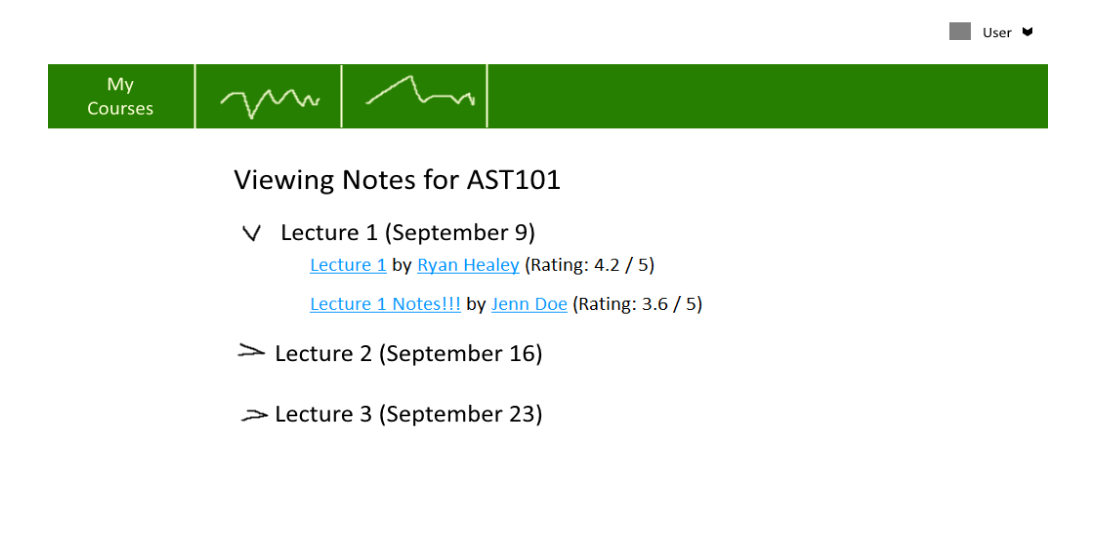 User
My
Courses
Viewing Notes for AST101
Lecture 1 (September 9)
Lecture 1 by Ryan Healey (Rating: 4.2 / 5)
Lecture 1 Notes!!! by Jenn Doe (Rating: 3.6 / 5)
Lecture 2 (September 16)
Lecture 3 (September 23)